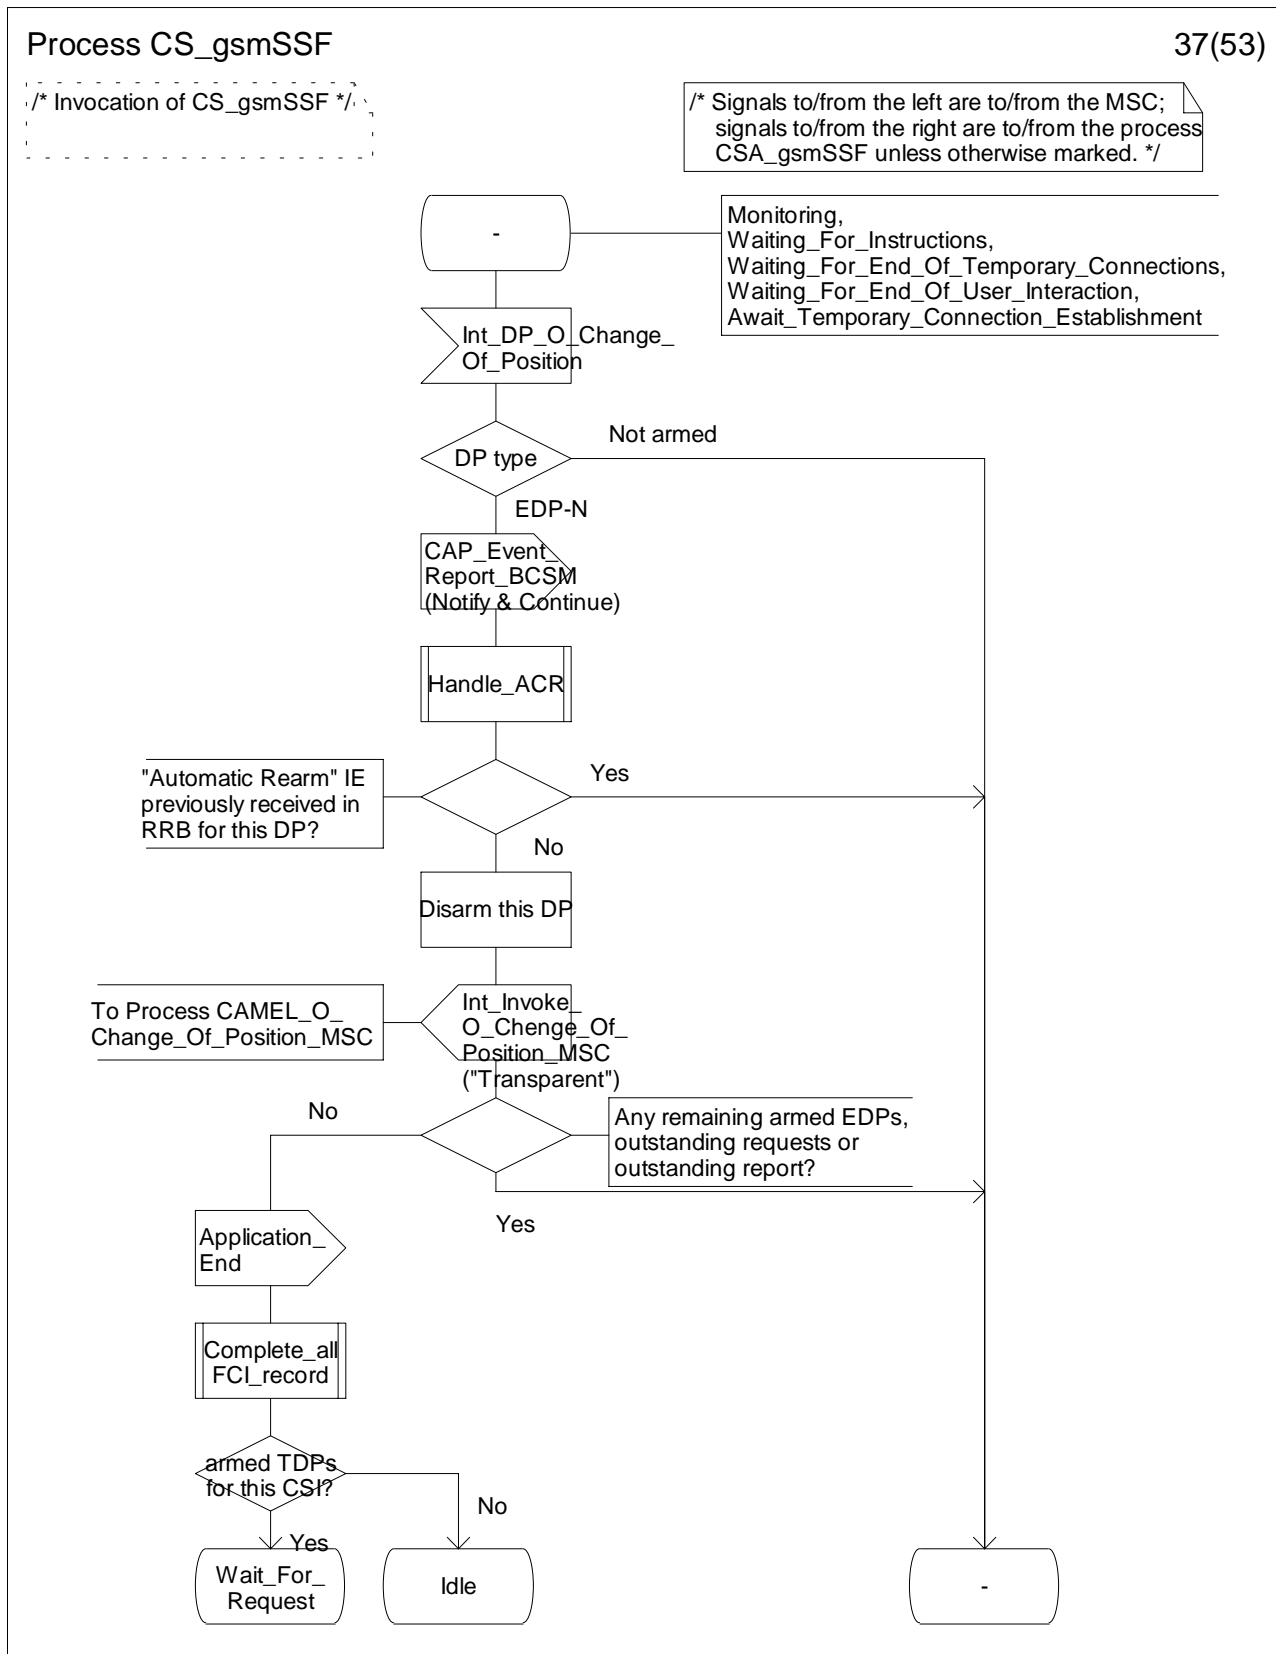 Process CS_gsmSSF
37(53)
/* Invocation of CS_gsmSSF */
/* Signals to/from the left are to/from the MSC;
signals to/from the right are to/from the process
CSA_gsmSSF unless otherwise marked. */
-
Monitoring,
Waiting_For_Instructions,
Waiting_For_End_Of_Temporary_Connections,
Waiting_For_End_Of_User_Interaction,
Await_Temporary_Connection_Establishment
Int_DP_O_Change_
Of_Position
DP type
Not armed
EDP-N
CAP_Event_
Report_BCSM
(Notify & Continue)
Handle_ACR
"Automatic Rearm" IE
previously received in
RRB for this DP?
Yes
No
Disarm this DP
To Process CAMEL_O_
Change_Of_Position_MSC
Int_Invoke_
O_Chenge_Of_
Position_MSC
("Transparent")
No
Any remaining armed EDPs,
outstanding requests or
outstanding report?
Yes
Application_
End
Complete_all
FCI_record
armed TDPs
for this CSI?
No
Yes
Wait_For_
Request
Idle
-